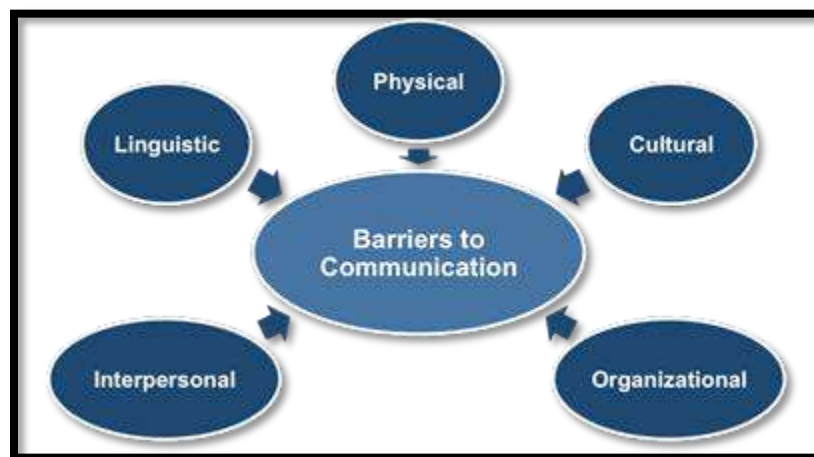 Physical
Linguistic
Cultural
Barriers to
Communication
Interpersonal
Organizational